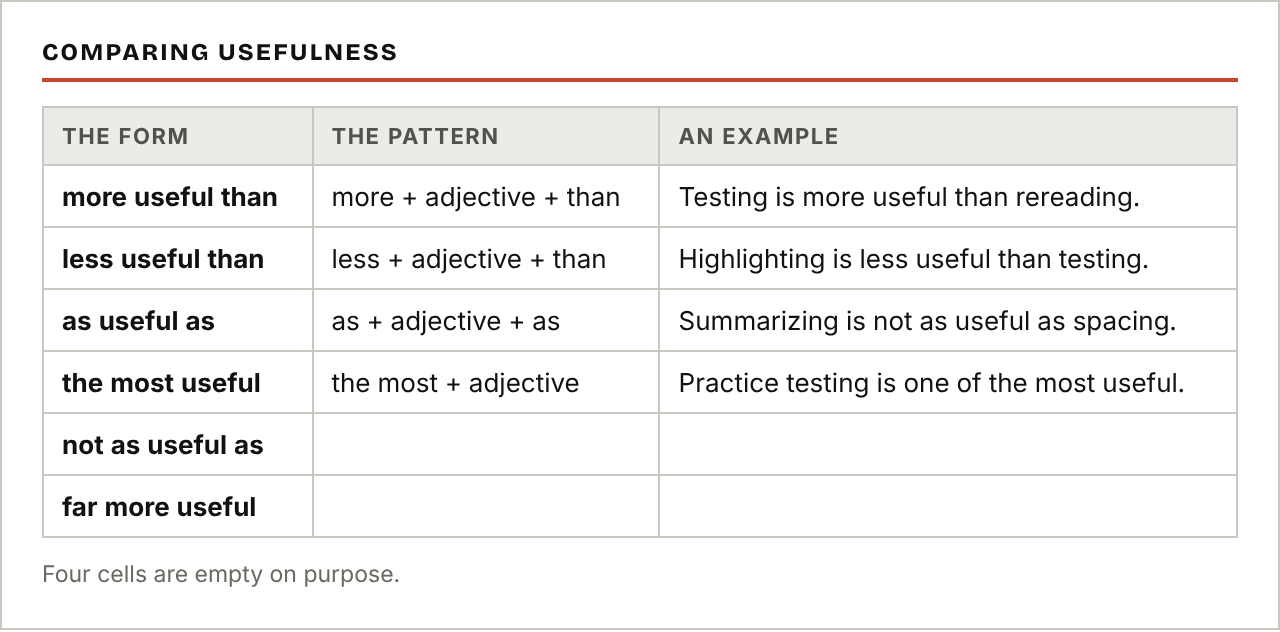 COMPARING USEFULNESS
THE FORM THE PATTERN AN EXAMPLE
more useful than more + adjective + than Testing is more useful than rereading.
less useful than less + adjective + than Highlighting is less useful than testing.
as useful as as + adjective + as Summarizing is not as useful as spacing.
the most useful the most + adjective Practice testing is one of the most useful.
not as useful as
far more useful
Four cells are empty on purpose.